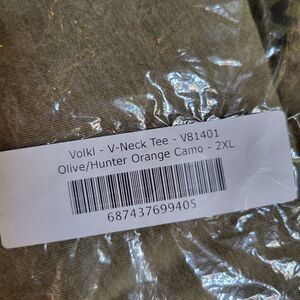 Volkl - V-Neck Tee - V81401
Olive/Hunter Orange Camo - 2XL
687437699405